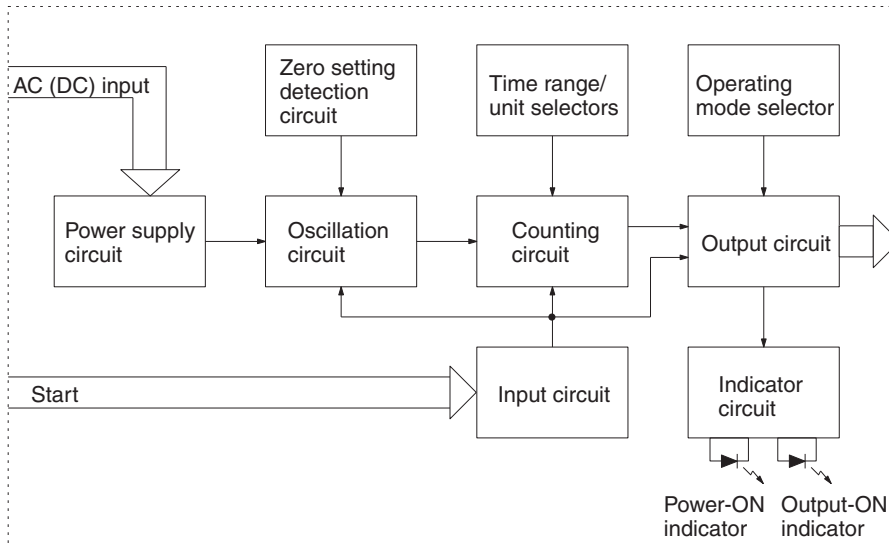 AC (DC) input
Zero setting
detection
circuit
Time range/
unit selectors
Operating
mode selector
Power supply
circuit
Oscillation
circuit
Counting
circuit
Output circuit
Start
Input circuit
Indicator
circuit
Power-ON
indicator
Output-ON
indicator